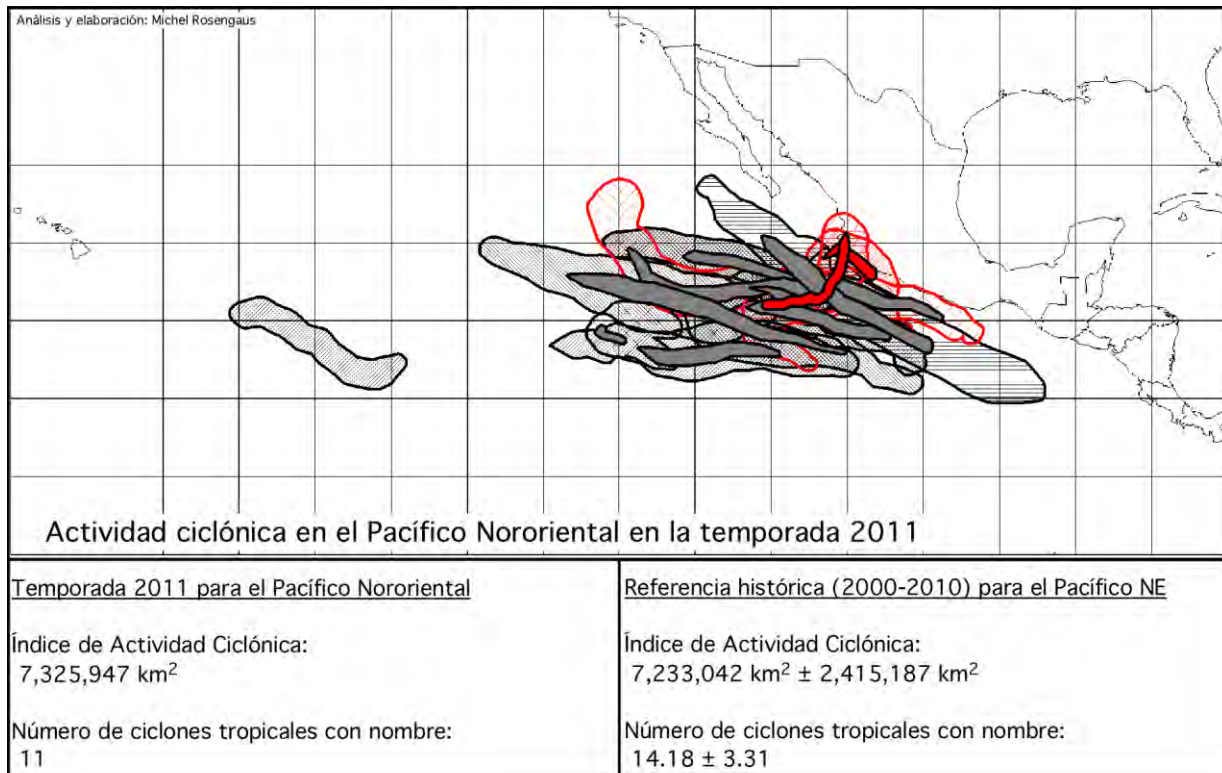 Análisis y elaboración: Michel Rosengaus
Actividad ciclónica en el Pacífico Nororiental en la temporada 2011
Temporada 2011 para el Pacífico Nororiental
Índice de Actividad Ciclónica:
7,325,947 km²
Número de ciclones tropicales con nombre:
11
Referencia histórica (2000-2010) para el Pacífico NE
Índice de Actividad Ciclónica:
7,233,042 km² ± 2,415,187 km²
Número de ciclones tropicales con nombre:
14.18 ± 3.31